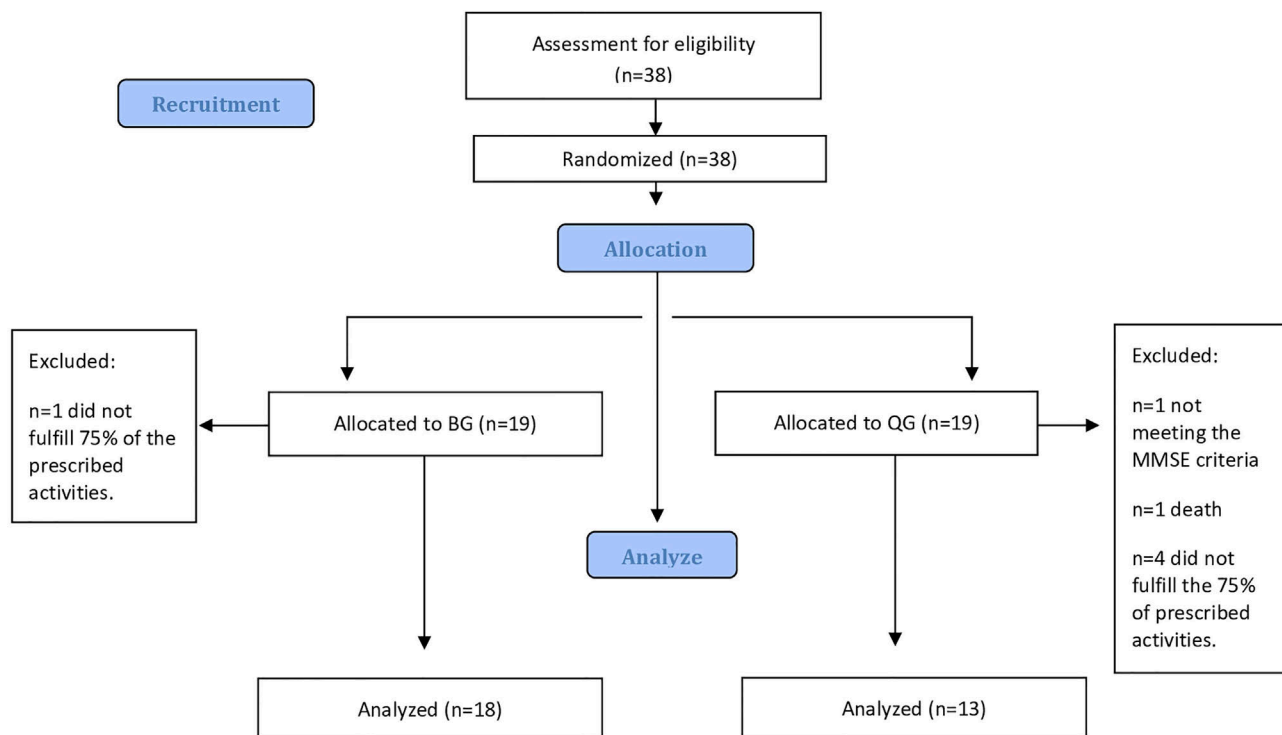 Assessment for eligibility
(n=38)
Recruitment
Randomized (n=38)
Allocation
Excluded:
n=1 did not
fulfill 75% of the
prescribed
activities.
Allocated to BG (n=19)
Allocated to QG (n=19)
Excluded:
n=1 not
meeting the
MMSE criteria
n=1 death
n=4 did not
fulfill the 75%
of prescribed
activities.
Analyze
Analyzed (n=18)
Analyzed (n=13)